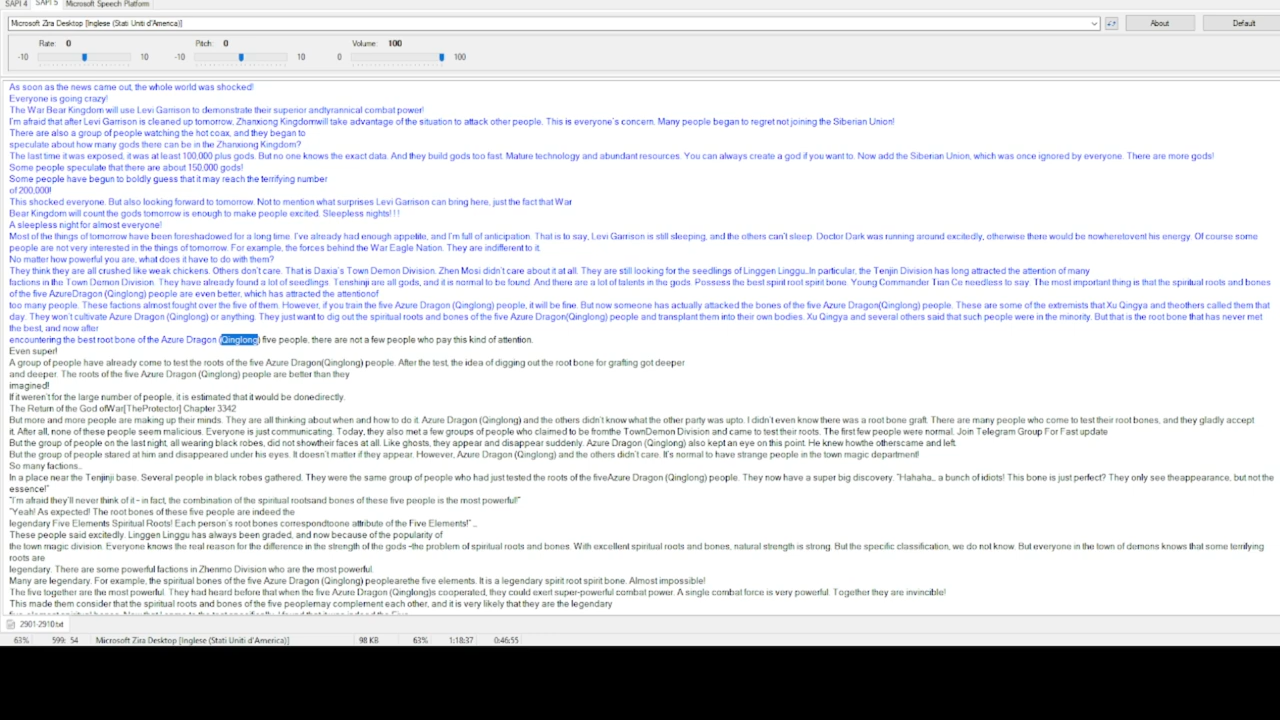 SAPI 4 SAPI 5 Microsoft Speech Platform
Microsoft Zira Desktop [Inglese (Stati Uniti d'America)] About Default
Rate: 0 Pitch: 0 Volume: 100
-10 10 -10 10 0 100
As soon as the news came out, the whole world was shocked!
Everyone is going crazy!
The War Bear Kingdom will use Levi Garrison to demonstrate their superior andtyrannical combat power!
I'm afraid that after Levi Garrison is cleaned up tomorrow, Zhanxiong Kingdomwill take advantage of the situation to attack other people. This is everyone's concern. Many people began to regret not joining the Siberian Union!
There are also a group of people watching the hot coax, and they began to
speculate about how many gods there can be in the Zhanxiong Kingdom?
The last time it was exposed, it was at least 100,000 plus gods. But no one knows the exact data. And they build gods too fast. Mature technology and abundant resources. You can always create a god if you want to. Now add the Siberian Union, which was once ignored by everyone. There are more gods!
Some people speculate that there are about 150,000 gods!
Some people have begun to boldly guess that it may reach the terrifying number
of 200,000!
This shocked everyone. But also looking forward to tomorrow. Not to mention what surprises Levi Garrison can bring here, just the fact that War
Bear Kingdom will count the gods tomorrow is enough to make people excited. Sleepless nights! ! !
A sleepless night for almost everyone!
Most of the things of tomorrow have been foreshadowed for a long time. I've already had enough appetite, and I'm full of anticipation. That is to say, Levi Garrison is still sleeping, and the others can't sleep. Doctor Dark was running around excitedly, otherwise there would be nowheretovent his energy. Of course some
people are not very interested in the things of tomorrow. For example, the forces behind the War Eagle Nation. They are indifferent to it.
No matter how powerful you are, what does it have to do with them?
They think they are all crushed like weak chickens. Others don't care. That is Daxia's Town Demon Division. Zhen Mosi didn't care about it at all. They are still looking for the seedlings of Linggen Linggu...In particular, the Tenjin Division has long attracted the attention of many
factions in the Town Demon Division. They have already found a lot of seedlings. Tenshinji are all gods, and it is normal to be found. And there are a lot of talents in the gods. Possess the best spirit root spirit bone. Young Commander Tian Ce needless to say. The most important thing is that the spiritual roots and bones
of the five AzureDragon (Qinglong) people are even better, which has attracted the attentionof
too many people. These factions almost fought over the five of them. However, if you train the five Azure Dragon (Qinglong) people, it will be fine. But now someone has actually attacked the bones of the five Azure Dragon(Qinglong) people. These are some of the extremists that Xu Qingya and theothers called them that
day. They won't cultivate Azure Dragon (Qinglong) or anything. They just want to dig out the spiritual roots and bones of the five Azure Dragon(Qinglong) people and transplant them into their own bodies. Xu Qingya and several others said that such people were in the minority. But that is the root bone that has never met
the best, and now after
encountering the best root bone of the Azure Dragon (Qinglong) five people, there are not a few people who pay this kind of attention.
Even super!
A group of people have already come to test the roots of the five Azure Dragon(Qinglong) people. After the test, the idea of digging out the root bone for grafting got deeper
and deeper. The roots of the five Azure Dragon (Qinglong) people are better than they
imagined!
If it weren't for the large number of people, it is estimated that it would be donedirectly.
The Return of the God ofWar[TheProtector] Chapter 3342
But more and more people are making up their minds. They are all thinking about when and how to do it. Azure Dragon (Qinglong) and the others didn't know what the other party was upto. I didn't even know there was a root bone graft. There are many people who come to test their root bones, and they gladly accept
it. After all, none of these people seem malicious. Everyone is just communicating. Today, they also met a few groups of people who claimed to be fromthe TownDemon Division and came to test their roots. The first few people were normal. Join Telegram Group For Fast update
But the group of people on the last night, all wearing black robes, did not showtheir faces at all. Like ghosts, they appear and disappear suddenly. Azure Dragon (Qinglong) also kept an eye on this point. He knew howthe otherscame and left.
But the group of people stared at him and disappeared under his eyes. It doesn't matter if they appear. However, Azure Dragon (Qinglong) and the others didn't care. It's normal to have strange people in the town magic department!
So many factions...
In a place near the Tenjinji base. Several people in black robes gathered. They were the same group of people who had just tested the roots of the fiveAzure Dragon (Qinglong) people. They now have a super big discovery. "Hahaha... a bunch of idiots! This bone is just perfect? They only see theappearance, but not the
essence!"
"I'm afraid they'll never think of it - in fact, the combination of the spiritual rootsand bones of these five people is the most powerful!"
"Yeah! As expected! The root bones of these five people are indeed the
legendary Five Elements Spiritual Roots! Each person's root bones correspondtoone attribute of the Five Elements!"...
These people said excitedly. Linggen Linggu has always been graded, and now because of the popularity of
the town magic division. Everyone knows the real reason for the difference in the strength of the gods -the problem of spiritual roots and bones. With excellent spiritual roots and bones, natural strength is strong. But the specific classification, we do not know. But everyone in the town of demons knows that some terrifying
roots are
legendary. There are some powerful factions in Zhenmo Division who are the most powerful.
Many are legendary. For example, the spiritual bones of the five Azure Dragon (Qinglong) peoplearethe five elements. It is a legendary spirit root spirit bone. Almost impossible!
The five together are the most powerful. They had heard before that when the five Azure Dragon (Qinglong)s cooperated, they could exert super-powerful combat power. A single combat force is very powerful. Together they are invincible!
This made them consider that the spiritual roots and bones of the five peoplemay complement each other, and it is very likely that they are the legendary
2901-2910.txt
63% 599: 54 Microsoft Zira Desktop [Inglese (Stati Uniti d'America)] 98 KB 63% 1:18:37 0:46:55